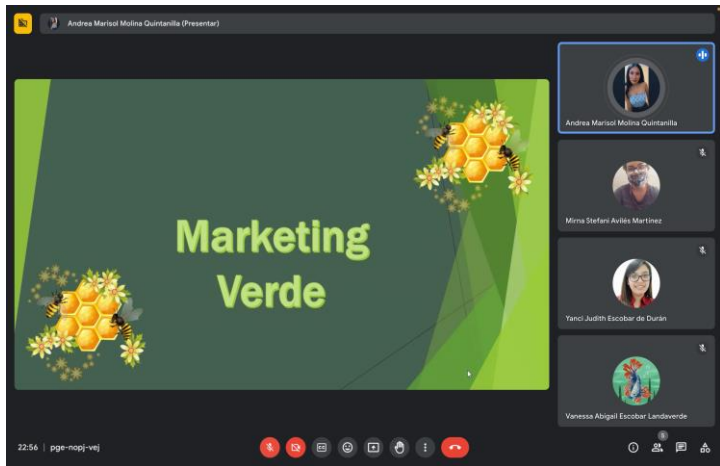 Andrea Marisol Molina Quintanilla (Presentar)
Marketing
Verde
Andrea Marisol Molina Quintanilla
Mirna Stefani Avilés Martínez
Yanci Judith Escobar de Durán
Vanessa Abigail Escobar Landaverde
22:56 | pge-nopj-vej
5